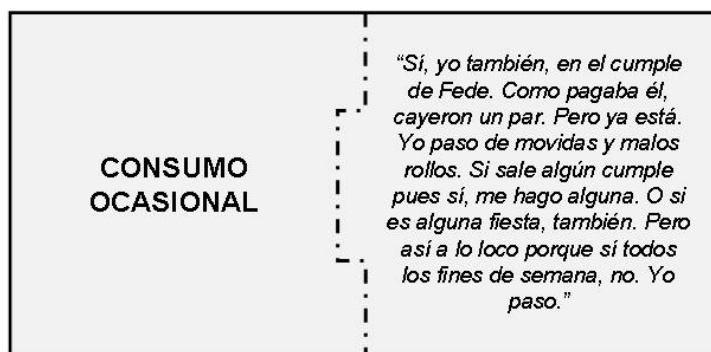 CONSUMO
OCASIONAL
“Sí, yo también, en el cumple
de Fede. Como pagaba él,
cayeron un par. Pero ya está.
Yo paso de movidas y malos
rollos. Si sale algún cumple
pues sí, me hago alguna. O si
es alguna fiesta, también. Pero
así a lo loco porque sí todos
los fines de semana, no. Yo
paso.”